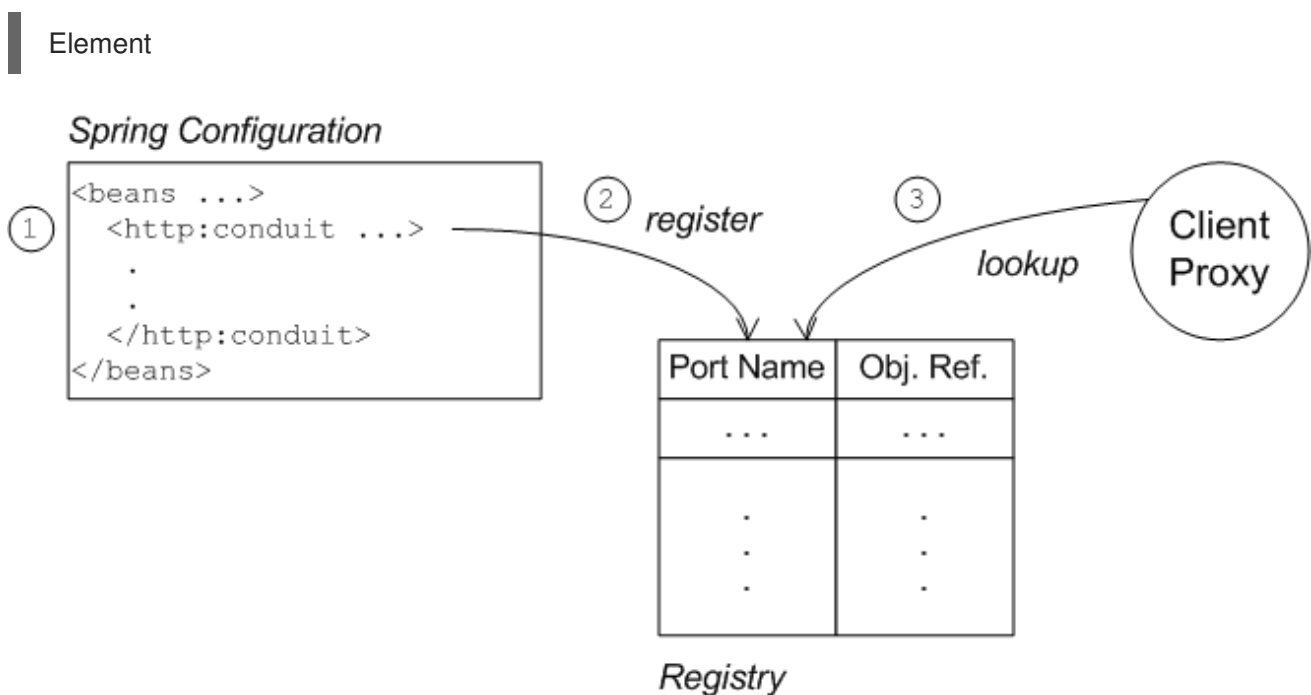 Element
Spring Configuration
1
<beans ...>
<http:conduit ...>
.
.
</http:conduit>
</beans>
2
register
3
lookup
Client
Proxy
Port Name Obj. Ref.
... ...
. .
. .
. .
Registry